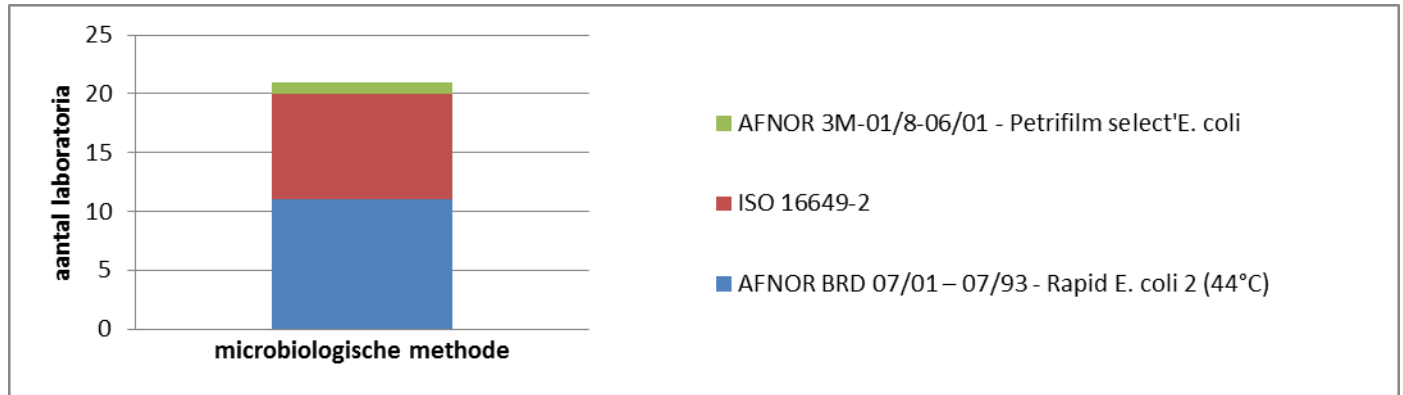 25
20
15
10
5
0
aantal laboratoria
microbiologische methode
AFNOR 3M-01/8-06/01 - Petrifilm select'E. coli
ISO 16649-2
AFNOR BRD 07/01 – 07/93 - Rapid E. coli 2 (44°C)